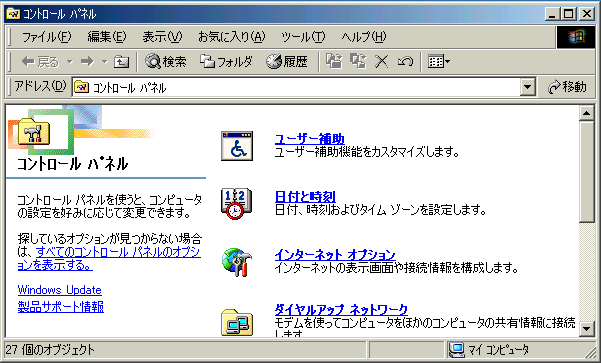 コントロール パネル
ファイル(F) 編集(E) 表示(V) お気に入り(A) ツール(T) ヘルプ(H)
戻る 検索 フォルダ 履歴
アドレス(D) コントロール パネル 移動
コントロール パネル
コントロール パネルを使うと、コンピュータ
の設定を好みに応じて変更できます。
探しているオプションが見つからない場合
は、すべてのコントロール パネルのオプシ
ョンを表示する。
Windows Update
製品サポート情報
ユーザー補助
ユーザー補助機能をカスタマイズします。
日付と時刻
日付、時刻およびタイム ゾーンを設定します。
インターネット オプション
インターネットの表示画面や接続情報を構成します。
ダイヤルアップ ネットワーク
モデムを使ってコンピュータをほかのコンピュータの共有情報に接続
します
27 個のオブジェクト マイ コンピュータ